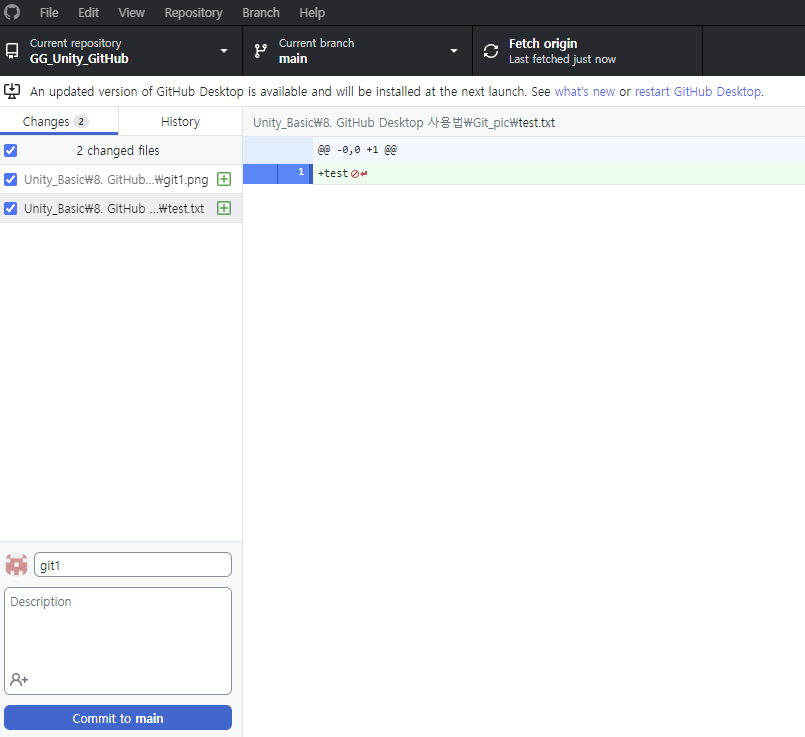 File Edit View Repository Branch Help
Current repository
GG_Unity_GitHub
Current branch
main
Fetch origin
Last fetched just now
An updated version of GitHub Desktop is available and will be installed at the next launch. See what's new or restart GitHub Desktop.
Changes 2
History
2 changed files
Unity_Basic₩8. GitHub...₩git1.png
Unity_Basic₩8. GitHub ...₩test.txt
Unity_Basic₩8. GitHub Desktop 사용법₩Git_pic₩test.txt
@@ -0,0 +1 @@
1 +test
git1
Description
Commit to main